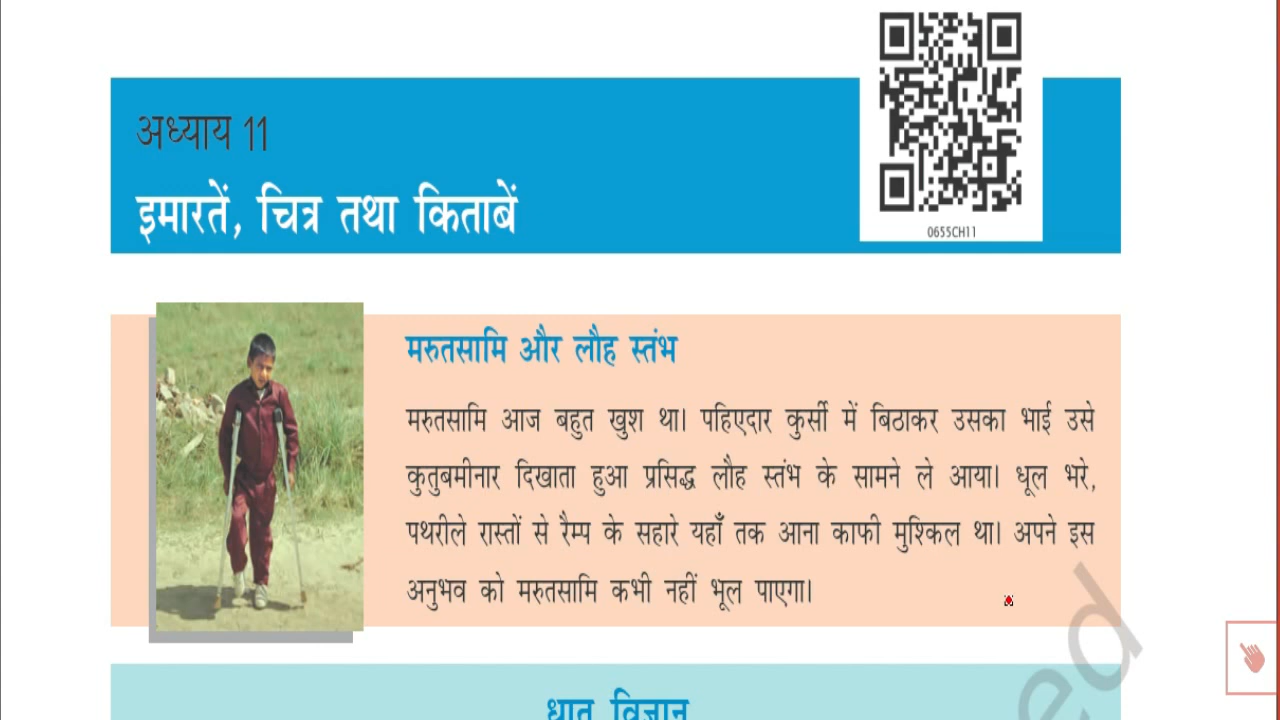 अध्याय 11
इमारतें, चित्र तथा किताबें
0655CH11
मरुतसामि और लौह स्तंभ
मरुतसामि आज बहुत खुश था। पहिएदार कुर्सी में बिठाकर उसका भाई उसे
कुतुबमीनार दिखाता हुआ प्रसिद्ध लौह स्तंभ के सामने ले आया। धूल भरे,
पथरीले रास्तों से रैम्प के सहारे यहाँ तक आना काफी मुश्किल था। अपने इस
अनुभव को मरुतसामि कभी नहीं भूल पाएगा।
ed